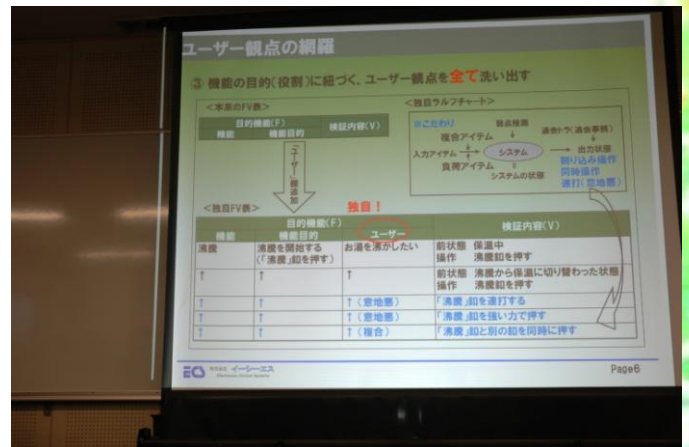 ユーザー観点の網羅
③ 機能の目的(役割)に紐づく、ユーザー観点を全て洗い出す
<本来のFV表>
目的機能(F)
検証内容(V)
機能
機能目的
「ユーザー」欄追加
<独自ラルフチャート>
※こだわり
弱点推測
過去トラ(過去事務)
複合アイテム
入力アイテム
システム
出力状態
負荷アイテム
システムの状態
割り込み操作
同時操作
連打(意地悪)
<独自FV表>
独自!
目的機能(F)
検証内容(V)
機能
機能目的
ユーザー
沸騰
沸騰を開始する
(「沸騰」釦を押す)
お湯を沸かしたい
前状態 保温中
操作 沸騰釦を押す
↑ ↑ ↑
前状態 沸騰から保温に切り替わった状態
操作 沸騰釦を押す
↑ ↑ ↑(意地悪) 「沸騰」釦を連打する
↑ ↑ ↑(意地悪) 「沸騰」釦を強い力で押す
↑ ↑ ↑(複合) 「沸騰」釦と別の釦を同時に押す
イーシーエス
Page6